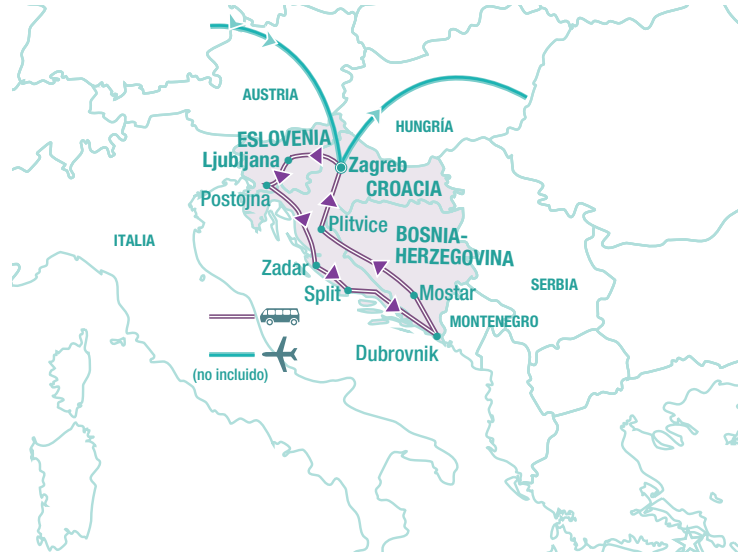 AUSTRIA
HUNGRÍA
ESLOVENIA
Ljubljana
Zagreb
CROACIA
Postojna
Plitvice
BOSNIA-
HERZEGOVINA
ITALIA
Zadar
Split
Mostar
SERBIA
MONTENEGRO
Dubrovnik
(no incluido)